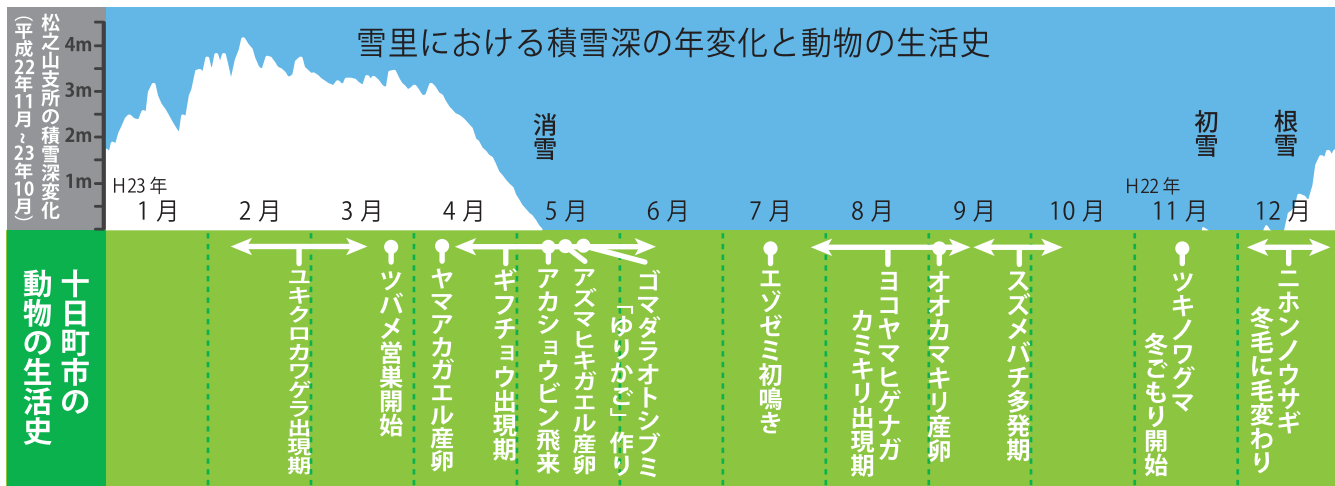 雪里における積雪深の年変化と動物の生活史
松之山支所の積雪深変化
（平成22年11月~23年10月）
4m
3m
2m
1m
消雪
初雪
根雪
H23年
H22年
1月
2月
3月
4月
5月
6月
7月
8月
9月
10月
11月
12月
十日町市の
動物の生活史
ユキクロカワゲラ出現期
ツバメ営巣開始
ヤマアカガエル産卵
ギフチョウ出現期
アカショウビン飛来
アズマヒキガエル産卵
ゴマダラオトシブミ
「ゆりかご」作り
エゾゼミ初鳴き
ヨコヤマヒゲナガ
カミキリ出現期
オオカマキリ産卵
スズメバチ多発期
ツキノワグマ
冬ごもり開始
ニホンノウサギ
冬毛に毛変わり